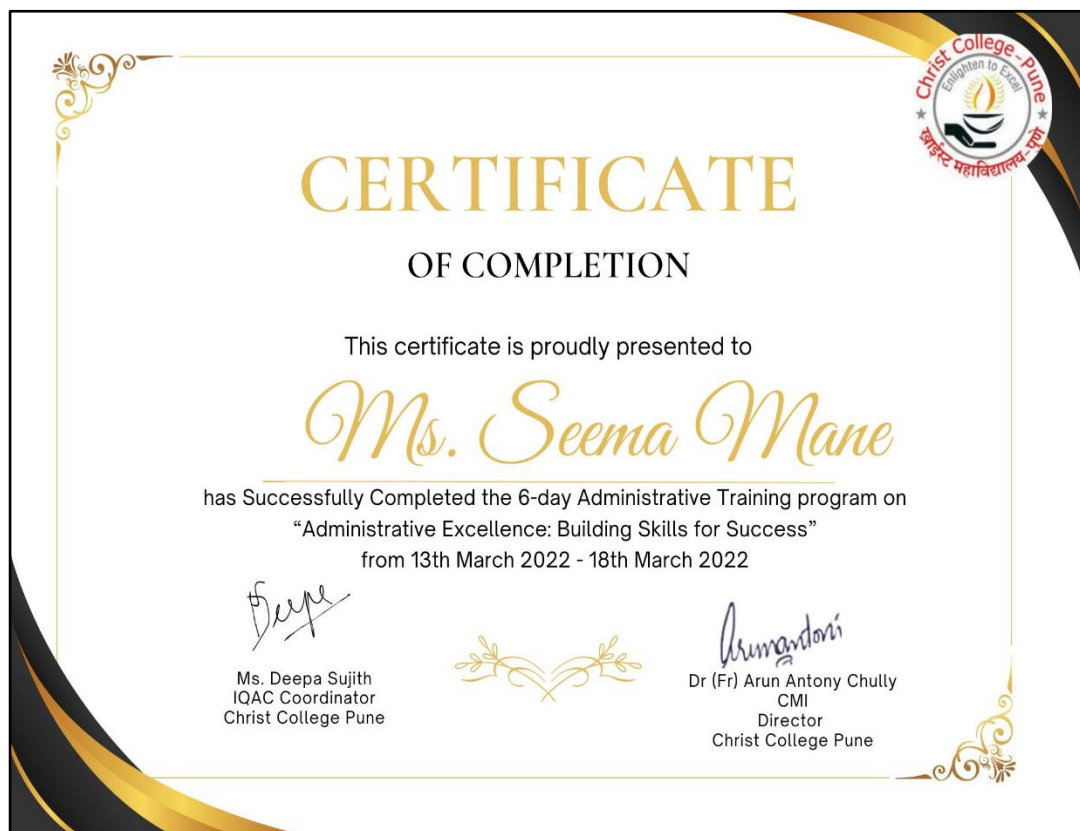 Christ College - Pune
Enlighten to Excel
ख्राईस्ट महाविद्यालय - पुणे
CERTIFICATE
OF COMPLETION
This certificate is proudly presented to
Ms. Seema Mane
has Successfully Completed the 6-day Administrative Training program on
“Administrative Excellence: Building Skills for Success”
from 13th March 2022 - 18th March 2022
Deepa
Ms. Deepa Sujith
IQAC Coordinator
Christ College Pune
Dr (Fr) Arun Antony Chully
CMI
Director
Christ College Pune